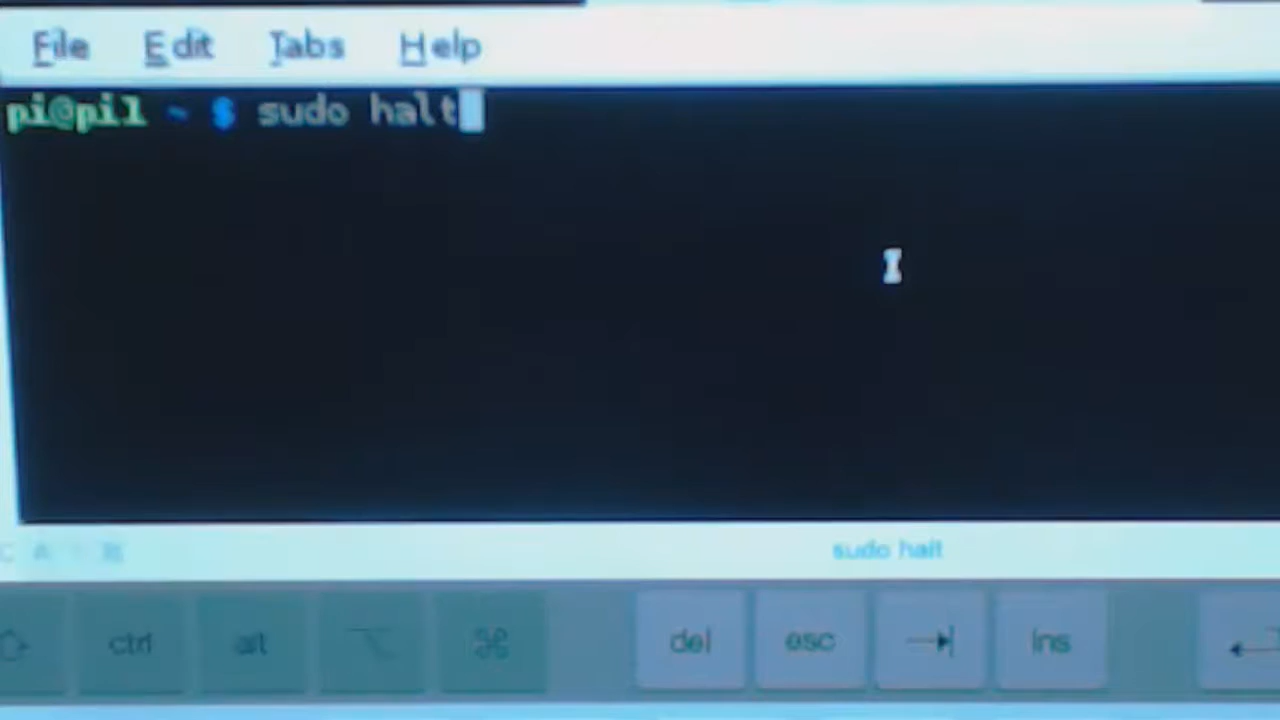 File Edit Tabs Help
pi@pi1 ~ $ sudo halt
sudo halt
ctrl alt del esc ins